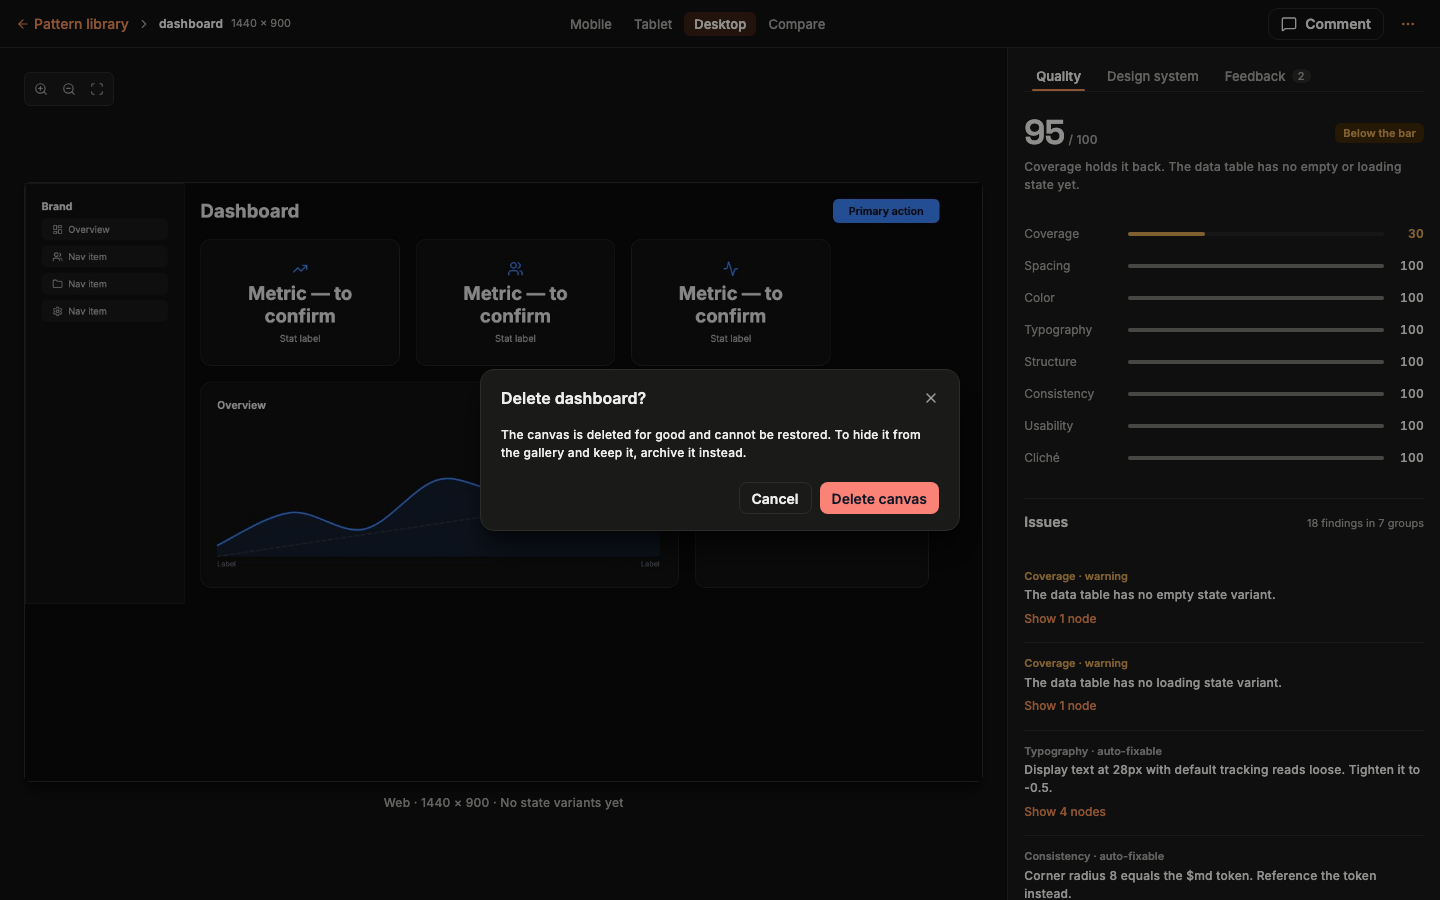 Pattern library
dashboard 1440 × 900
Mobile Tablet Desktop Compare
Comment
Quality Design system Feedback 2
95 / 100
Below the bar
Coverage holds it back. The data table has no empty or loading
state yet.
Coverage 30
Spacing 100
Color 100
Typography 100
Structure 100
Consistency 100
Usability 100
Cliché 100
Issues 18 findings in 7 groups
Coverage · warning
The data table has no empty state variant.
Show 1 node
Coverage · warning
The data table has no loading state variant.
Show 1 node
Typography · auto-fixable
Display text at 28px with default tracking reads loose. Tighten it to
-0.5.
Show 4 nodes
Consistency · auto-fixable
Corner radius 8 equals the $md token. Reference the token
instead.
Brand
Overview
Nav item
Nav item
Nav item
Dashboard
Primary action
Metric — to
confirm
Stat label
Metric — to
confirm
Stat label
Metric — to
confirm
Stat label
Overview
Label Label
Delete dashboard?
The canvas is deleted for good and cannot be restored. To hide it from
the gallery and keep it, archive it instead.
Cancel Delete canvas
Web · 1440 × 900 · No state variants yet